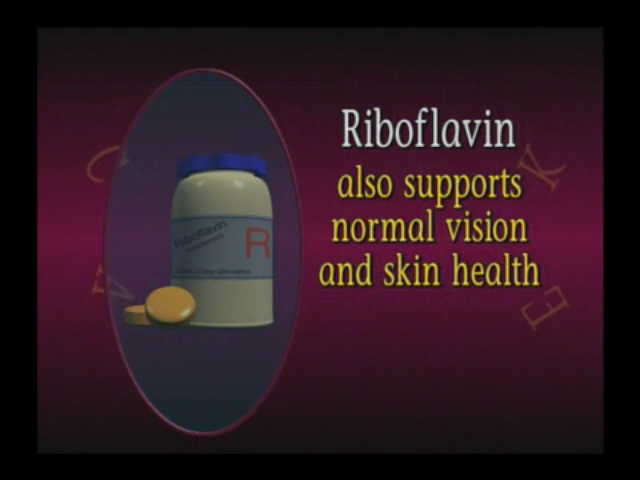 Riboflavin
also supports
normal vision
and skin health
Riboflavin
R
C
A
K
E